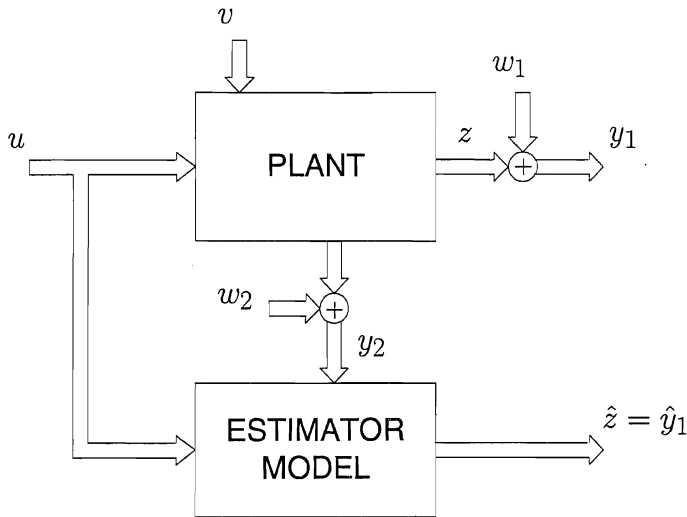 v
w₁
u
z
y₁
PLANT
+
w₂
+
y₂
ẑ = ŷ₁
ESTIMATOR
MODEL